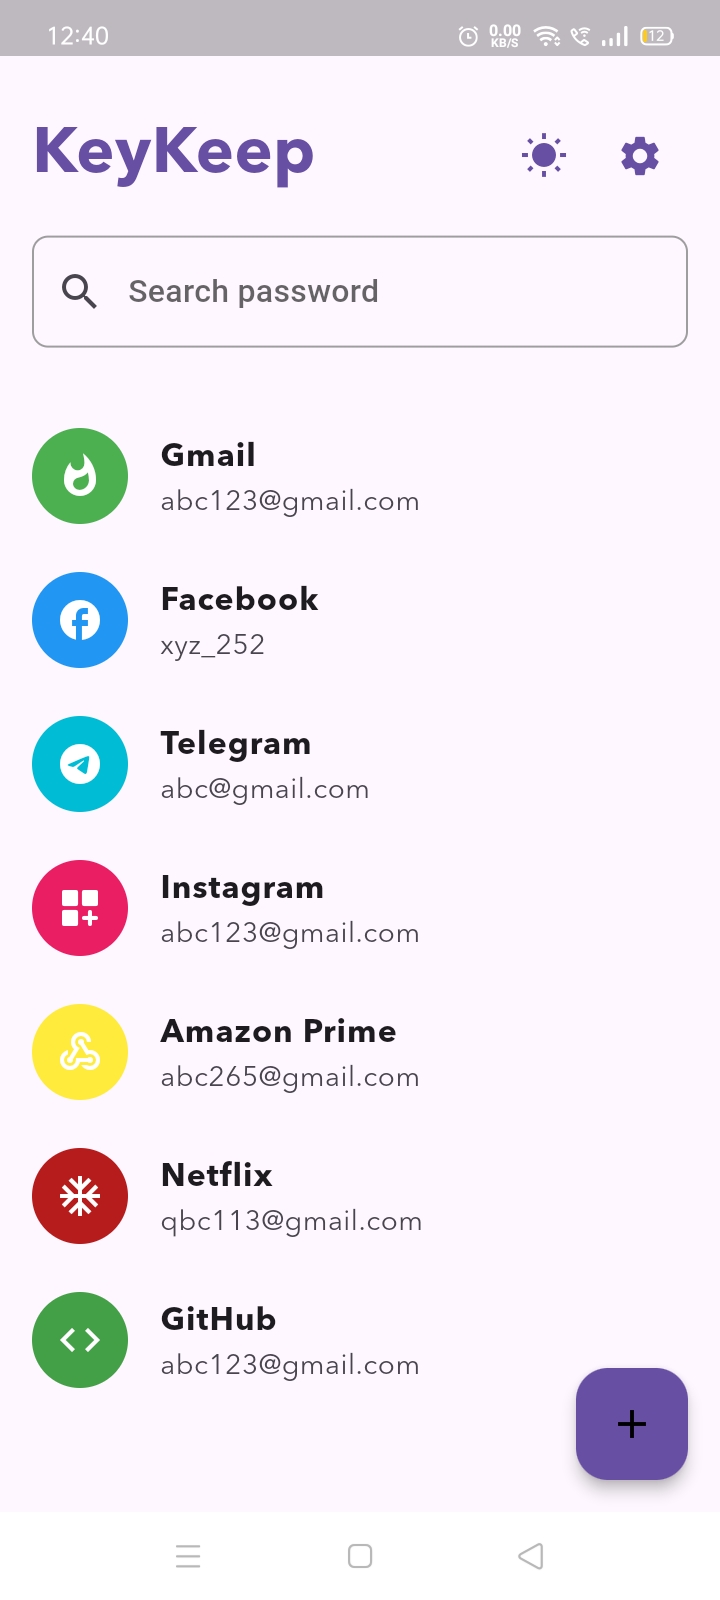 12:40
0.00
KB/S
12
KeyKeep
Search password
Gmail
abc123@gmail.com
Facebook
xyz_252
Telegram
abc@gmail.com
Instagram
abc123@gmail.com
Amazon Prime
abc265@gmail.com
Netflix
qbc113@gmail.com
GitHub
abc123@gmail.com